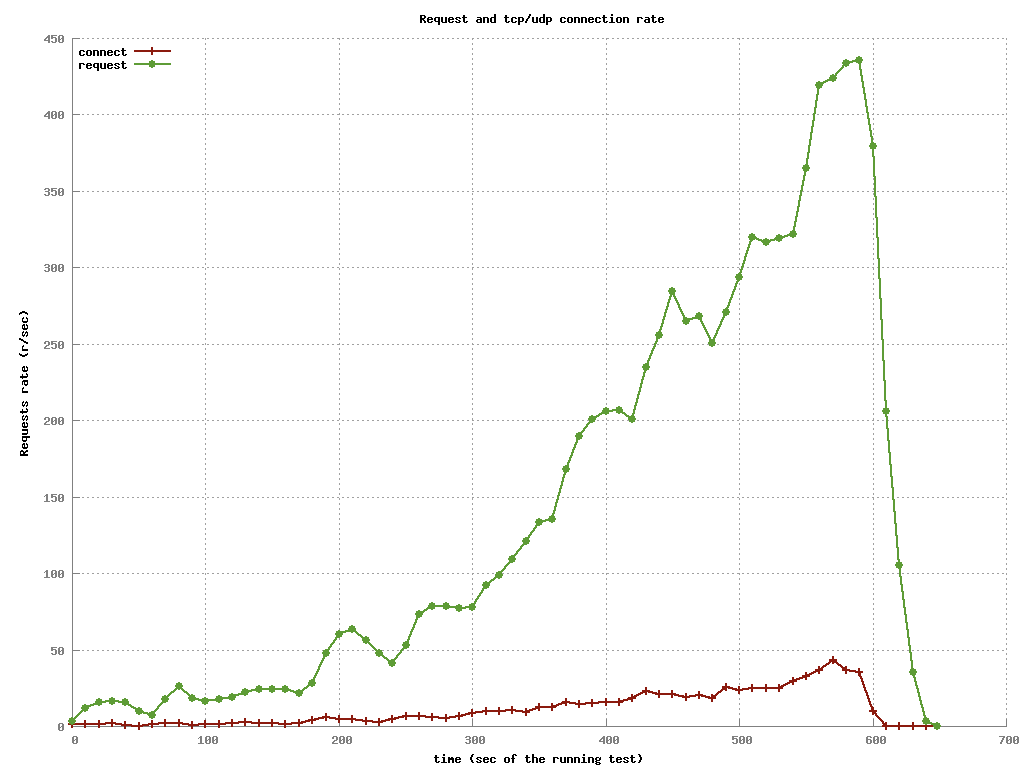 Request and tcp/udp connection rate
450
connect
request
400
350
300
250
Requests rate (r/sec)
200
150
100
50
0
0 100 200 300 400 500 600 700
time (sec of the running test)